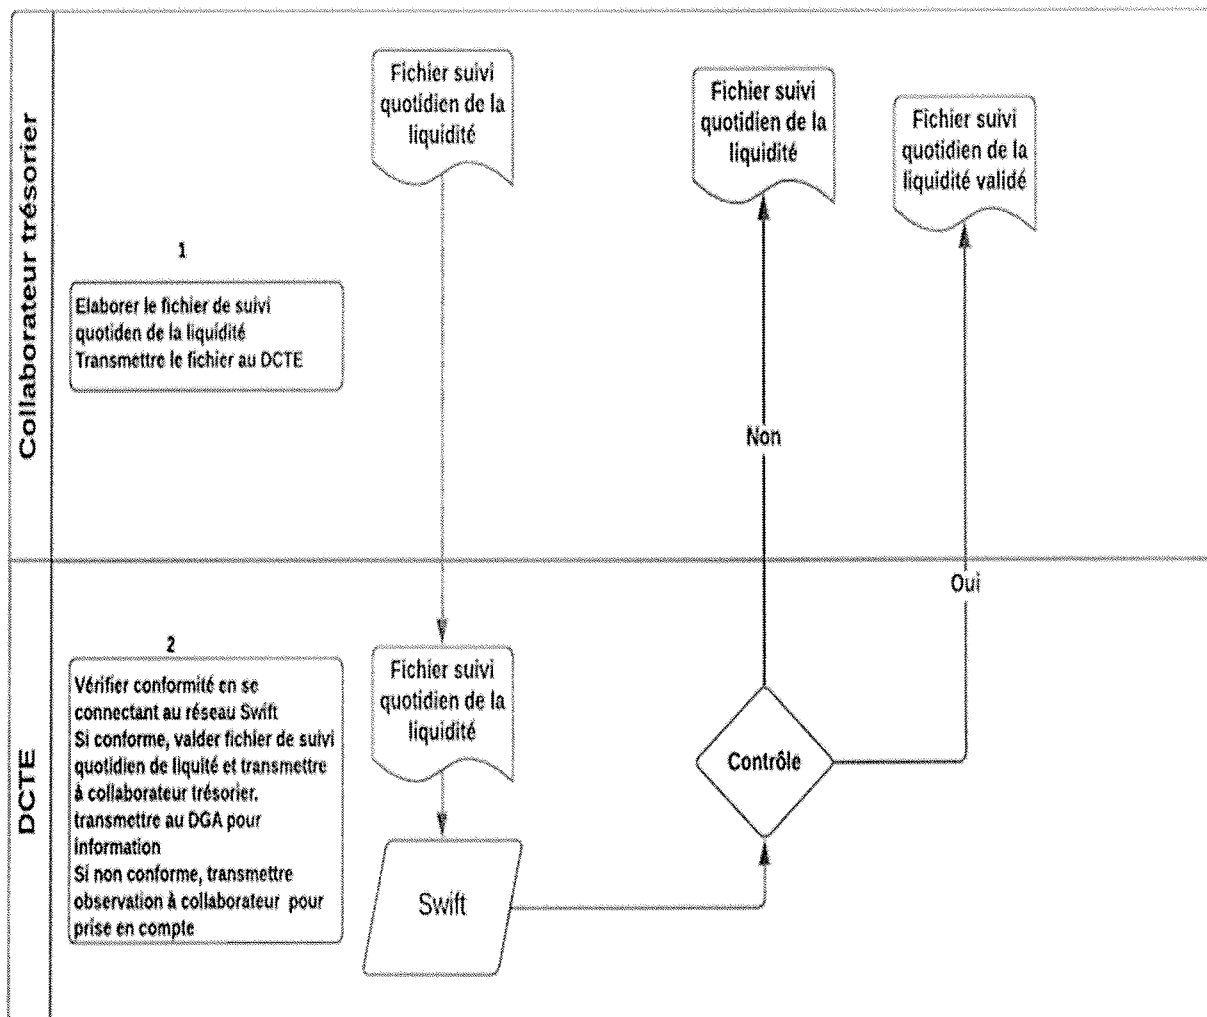 Collaborateur trésorier
1
Elaborer le fichier de suivi
quotiden de la liquidité
Transmettre le fichier au DCTE
Fichier suivi
quotidien de la
liquidité
Fichier suivi
quotidien de la
liquidité
Fichier suivi
quotidien de la
liquidité validé
Non
Oui
DCTE
2
Vérifier conformité en se
connectant au réseau Swift
Si conforme, valder fichier de suivi
quotidien de liquité et transmettre
à collaborateur trésorier.
transmettre au DGA pour
information
Si non conforme, transmettre
observation à collaborateur pour
prise en compte
Fichier suivi
quotidien de la
liquidité
Swift
Contrôle